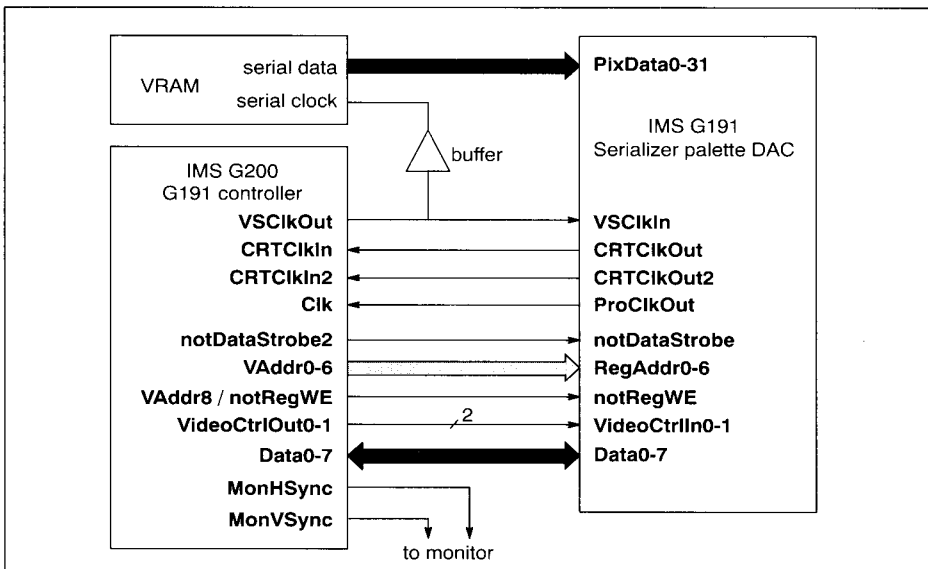 serial data
VRAM
serial clock
buffer
IMS G200
G191 controller
VSClkOut
CRTClkIn
CRTClkIn2
Clk
notDataStrobe2
VAddr0-6
VAddr8 / notRegWE
VideoCtrlOut0-1
2
Data0-7
MonHSync
MonVSync
to monitor
PixData0-31
IMS G191
Serializer palette DAC
VSClkIn
CRTClkOut
CRTClkOut2
ProClkOut
notDataStrobe
RegAddr0-6
notRegWE
VideoCtrlIn0-1
Data0-7